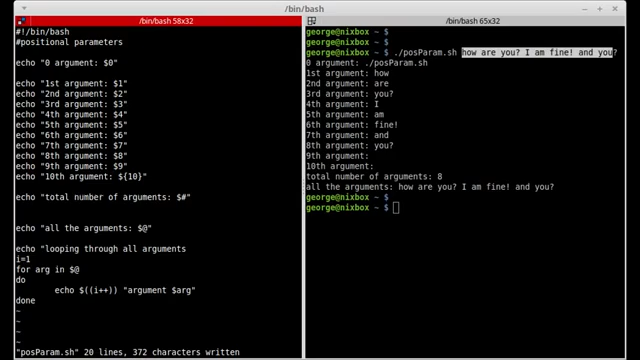 /bin/bash
/bin/bash 58x32
#!/bin/bash
#positional parameters
echo "0 argument: $0"
echo "1st argument: $1"
echo "2nd argument: $2"
echo "3rd argument: $3"
echo "4th argument: $4"
echo "5th argument: $5"
echo "6th argument: $6"
echo "7th argument: $7"
echo "8th argument: $8"
echo "9th argument: $9"
echo "10th argument: ${10}"
echo "total number of arguments: $#"
echo "all the arguments: $@"
echo "looping through all arguments
i=1
for arg in $@
do
echo $((i++)) "argument $arg"
done
~
~
~
~
"posParam.sh" 20 lines, 372 characters written
/bin/bash 65x32
george@nixbox ~ $
george@nixbox ~ $
george@nixbox ~ $ ./posParam.sh how are you? I am fine! and you?
0 argument: ./posParam.sh
1st argument: how
2nd argument: are
3rd argument: you?
4th argument: I
5th argument: am
6th argument: fine!
7th argument: and
8th argument: you?
9th argument:
10th argument:
total number of arguments: 8
all the arguments: how are you? I am fine! and you?
george@nixbox ~ $
george@nixbox ~ $